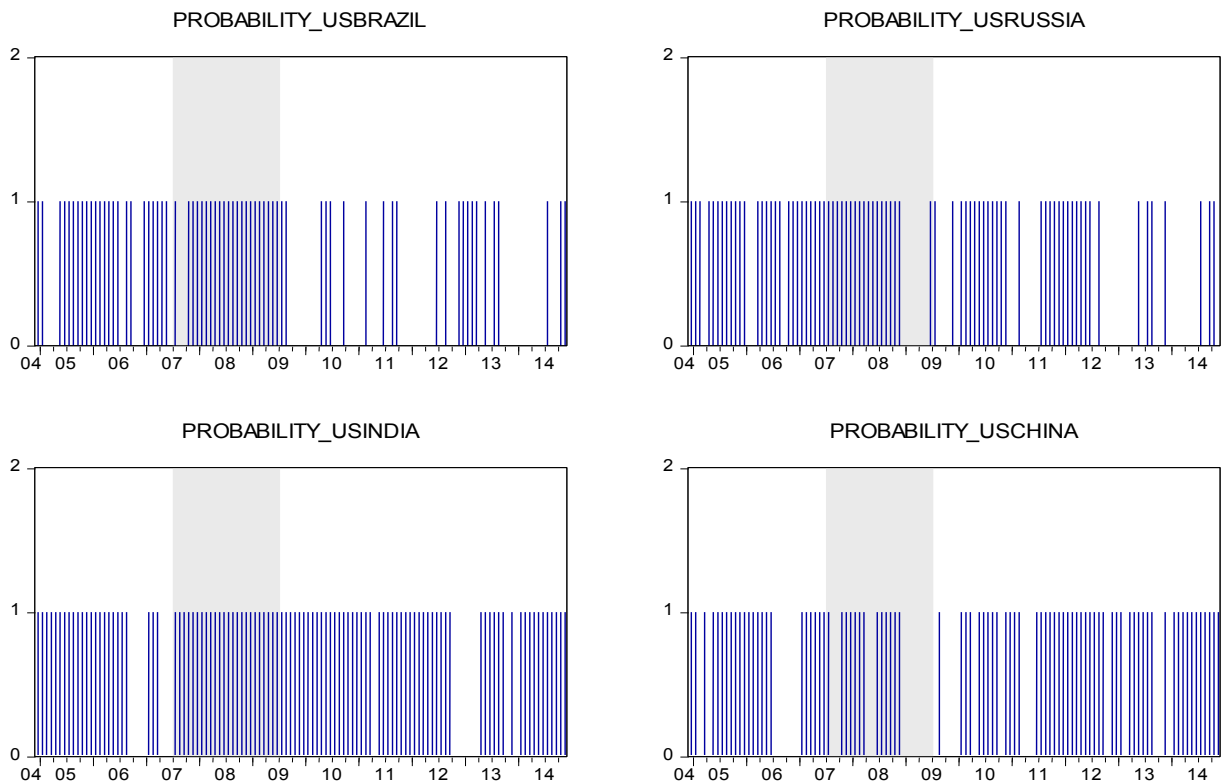 PROBABILITY_USBRAZIL
2
1
0
04 05 06 07 08 09 10 11 12 13 14
PROBABILITY_USRUSSIA
2
1
0
04 05 06 07 08 09 10 11 12 13 14
PROBABILITY_USINDIA
2
1
0
04 05 06 07 08 09 10 11 12 13 14
PROBABILITY_USCHINA
2
1
0
04 05 06 07 08 09 10 11 12 13 14